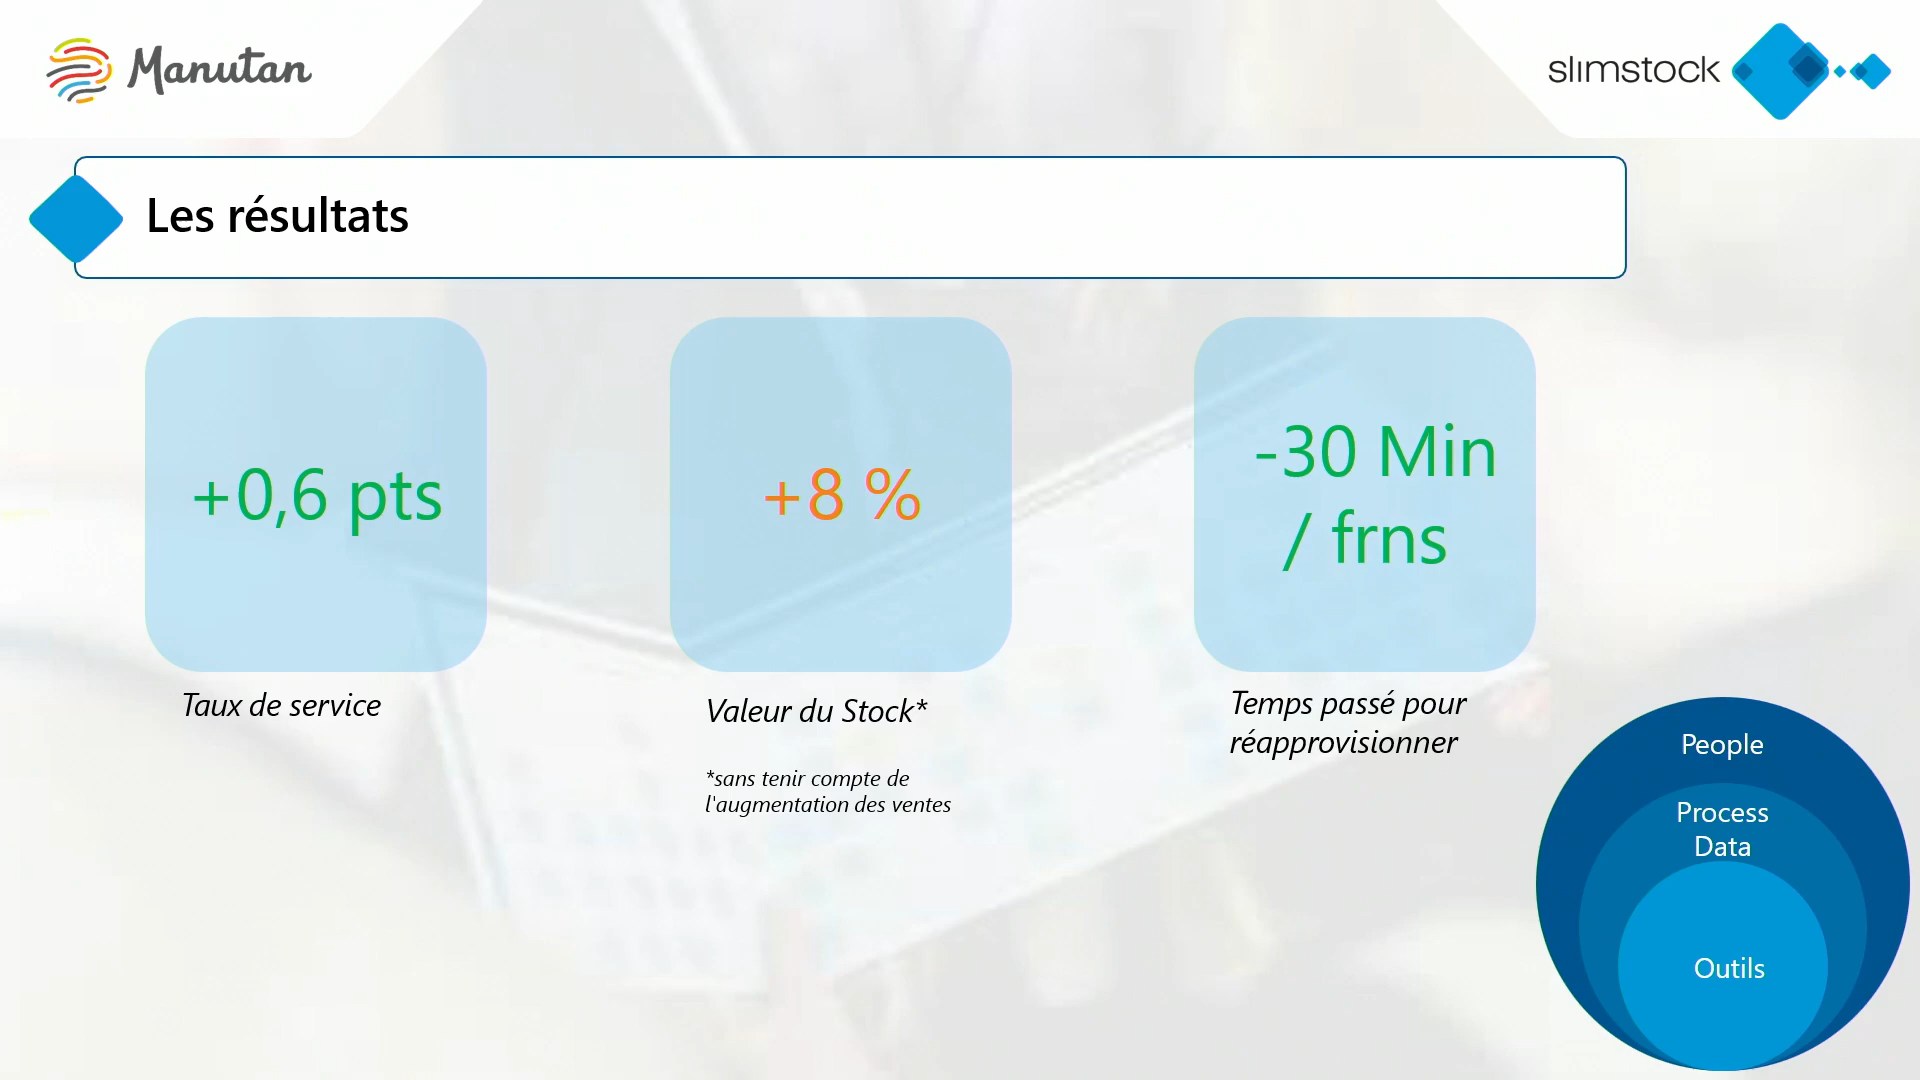 Manutan
slimstock
Les résultats
+0,6 pts
+8 %
-30 Min
/ frns
Taux de service
Valeur du Stock*
*sans tenir compte de
l'augmentation des ventes
Temps passé pour
réapprovisionner
People
Process
Data
Outils